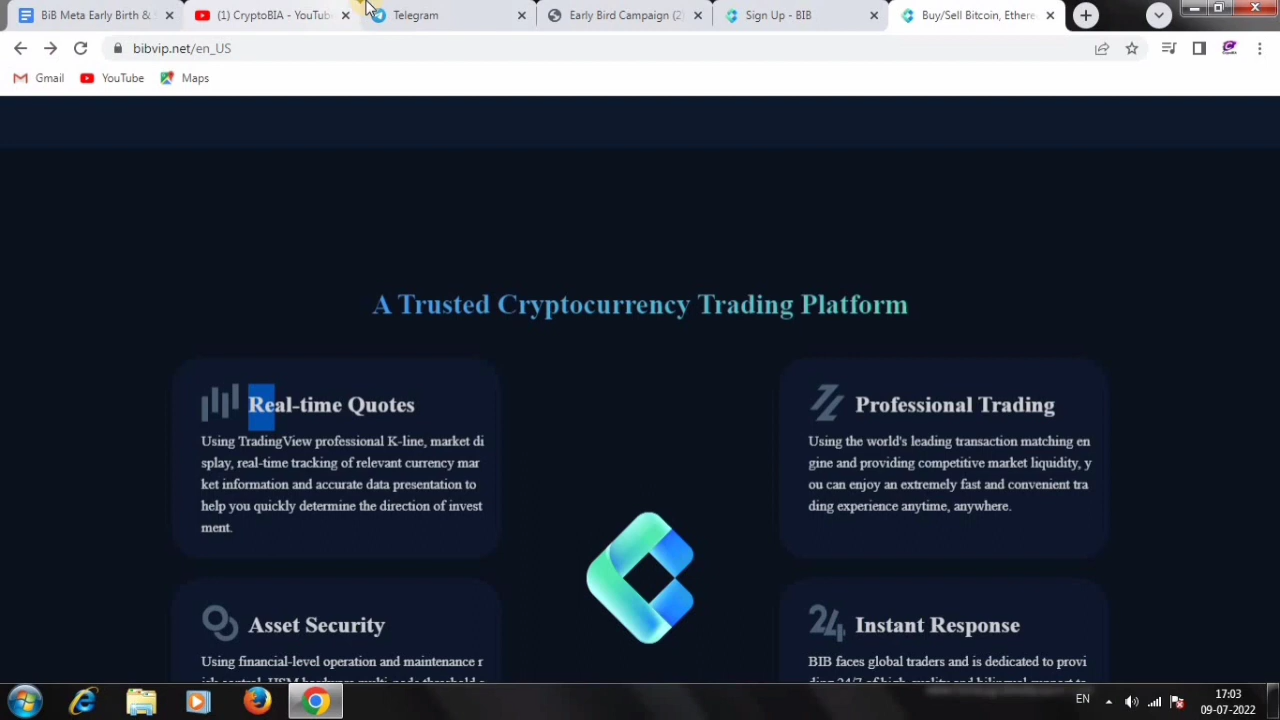 BiB Meta Early Birth &
(1) CryptoBIA - YouTube
Telegram
Early Bird Campaign (2)
Sign Up - BIB
Buy/Sell Bitcoin, Ethere
bibvip.net/en_US
Gmail
YouTube
Maps
A Trusted Cryptocurrency Trading Platform
Real-time Quotes
Using TradingView professional K-line, market di
splay, real-time tracking of relevant currency mar
ket information and accurate data presentation to
help you quickly determine the direction of invest
ment.
Professional Trading
Using the world's leading transaction matching en
gine and providing competitive market liquidity, y
ou can enjoy an extremely fast and convenient tra
ding experience anytime, anywhere.
Asset Security
Using financial-level operation and maintenance r
24
Instant Response
BIB faces global traders and is dedicated to provi
EN
17:03
09-07-2022